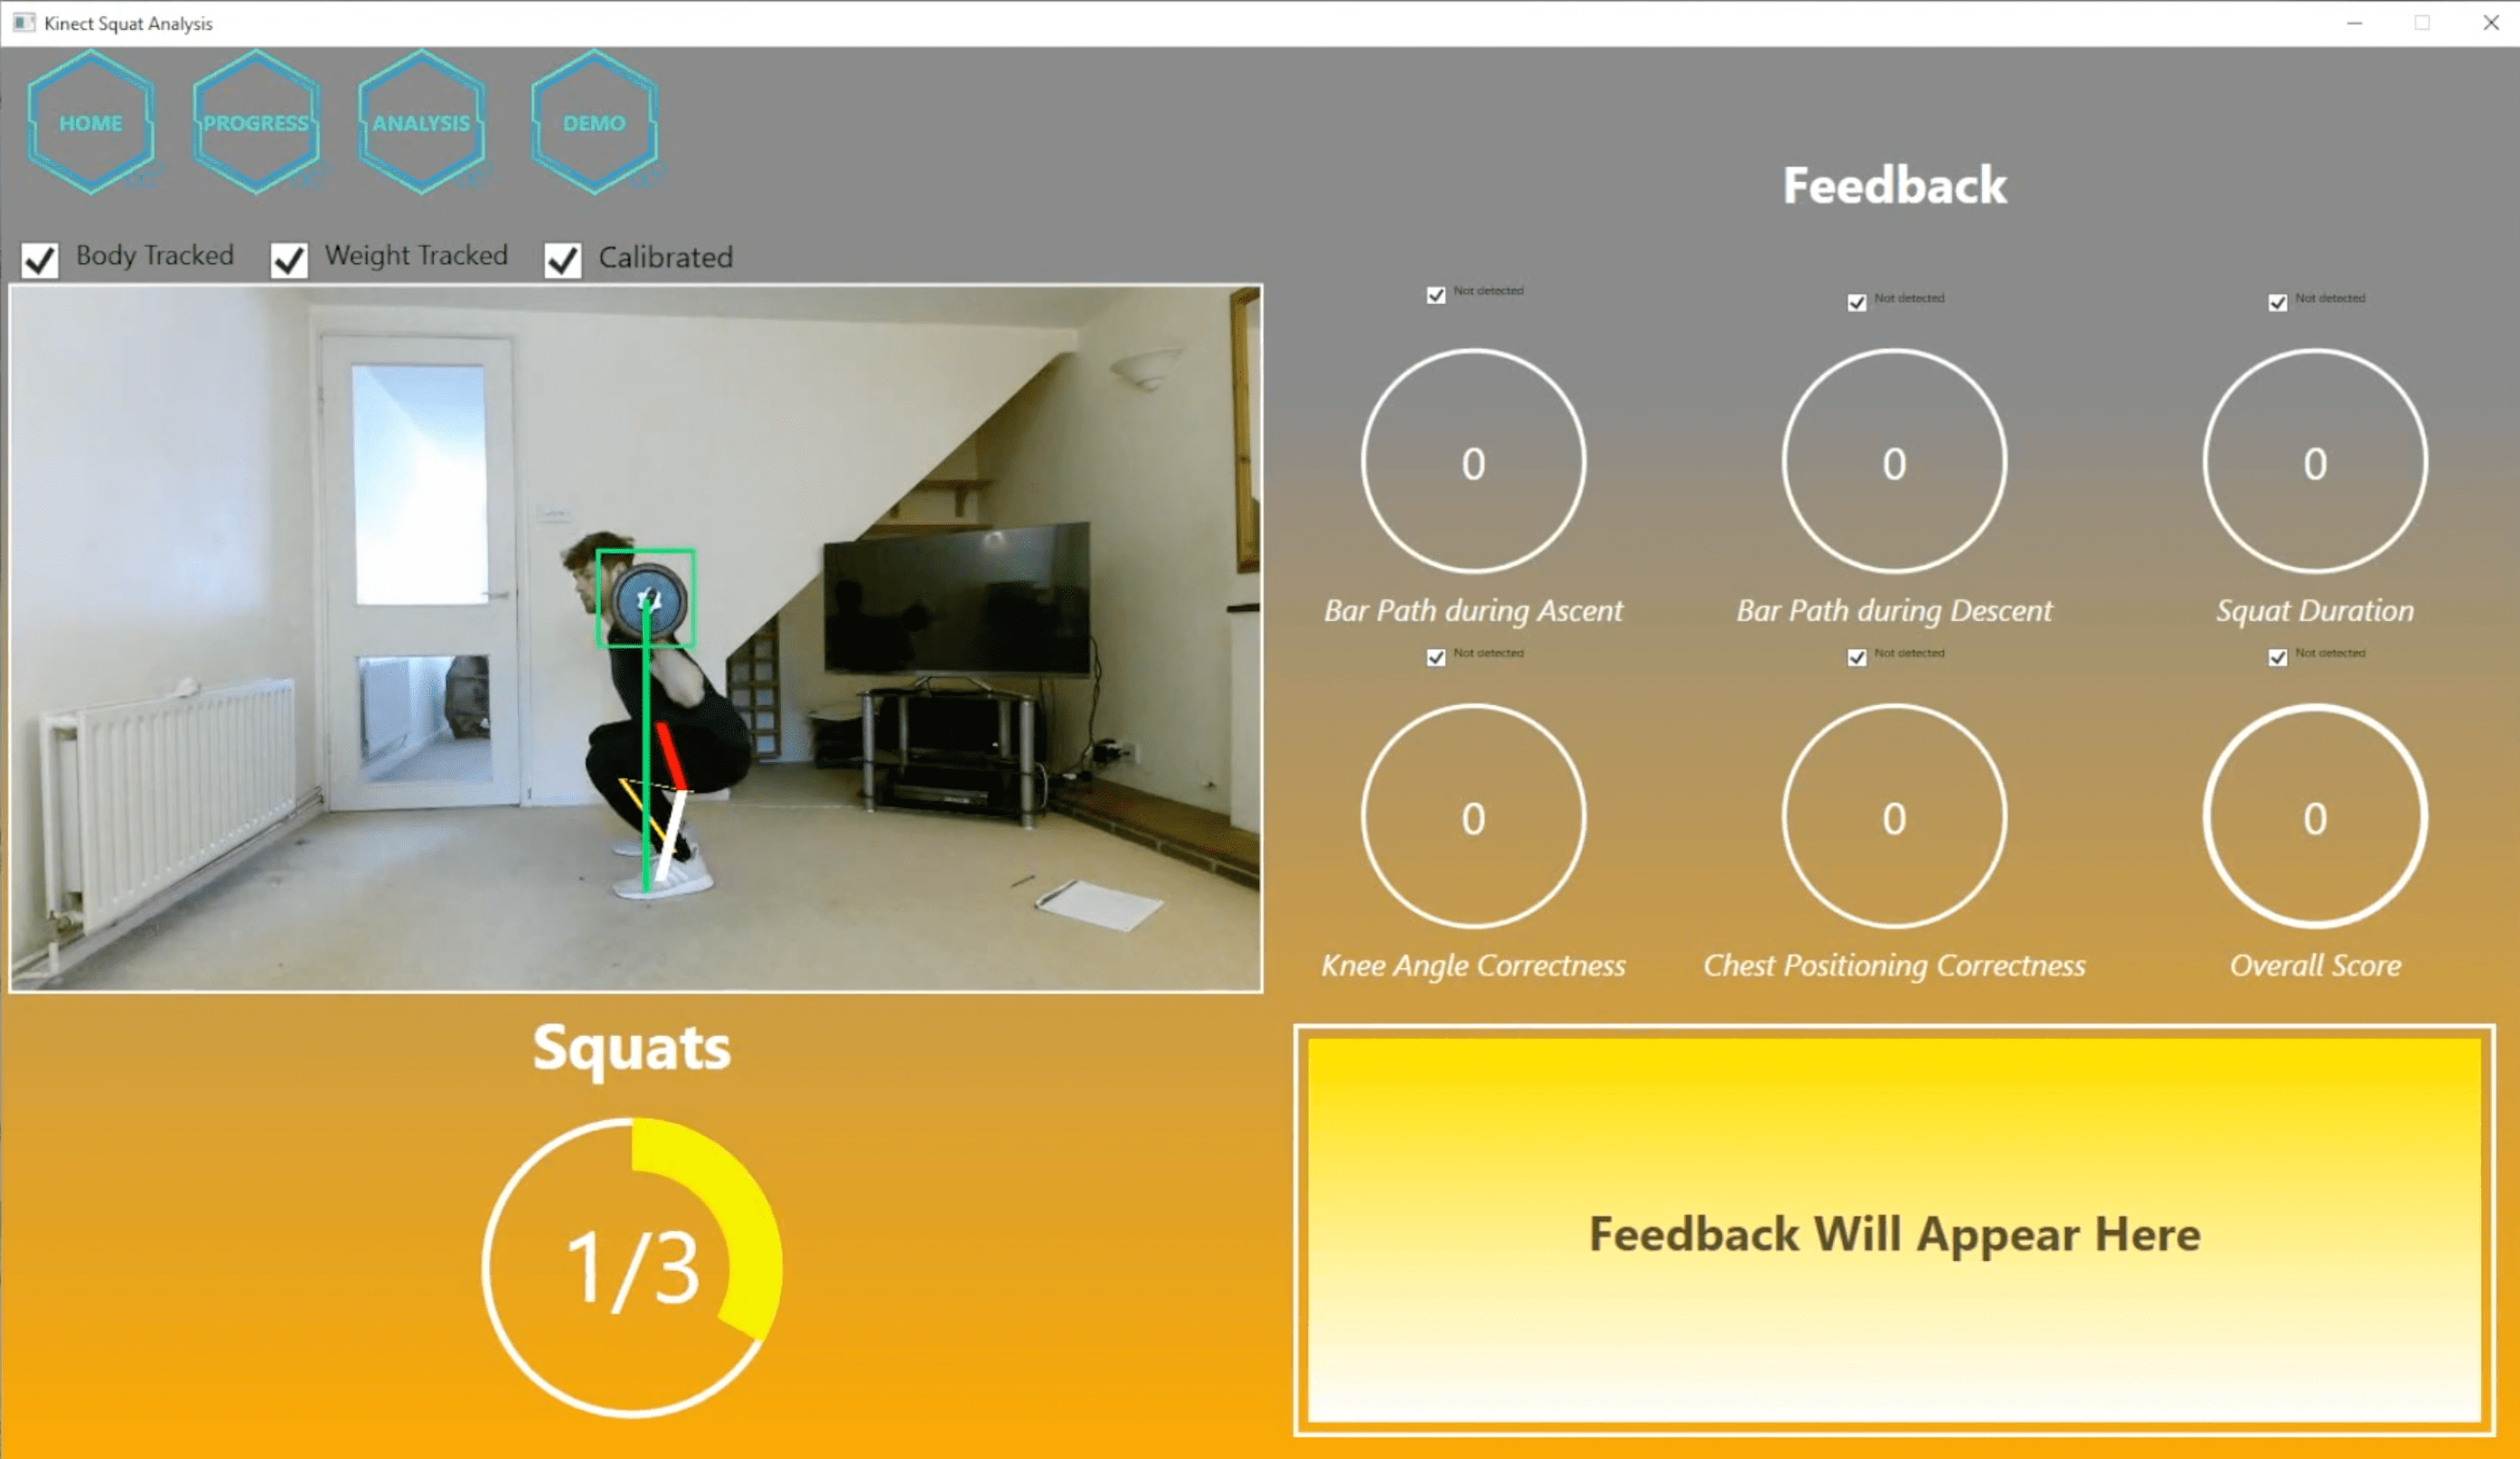 Kinect Squat Analysis
HOME
PROGRESS
ANALYSIS
DEMO
Feedback
Body Tracked
Weight Tracked
Calibrated
Not detected
Not detected
Not detected
0
0
0
Bar Path during Ascent
Bar Path during Descent
Squat Duration
Not detected
Not detected
Not detected
0
0
0
Knee Angle Correctness
Chest Positioning Correctness
Overall Score
Squats
1/3
Feedback Will Appear Here